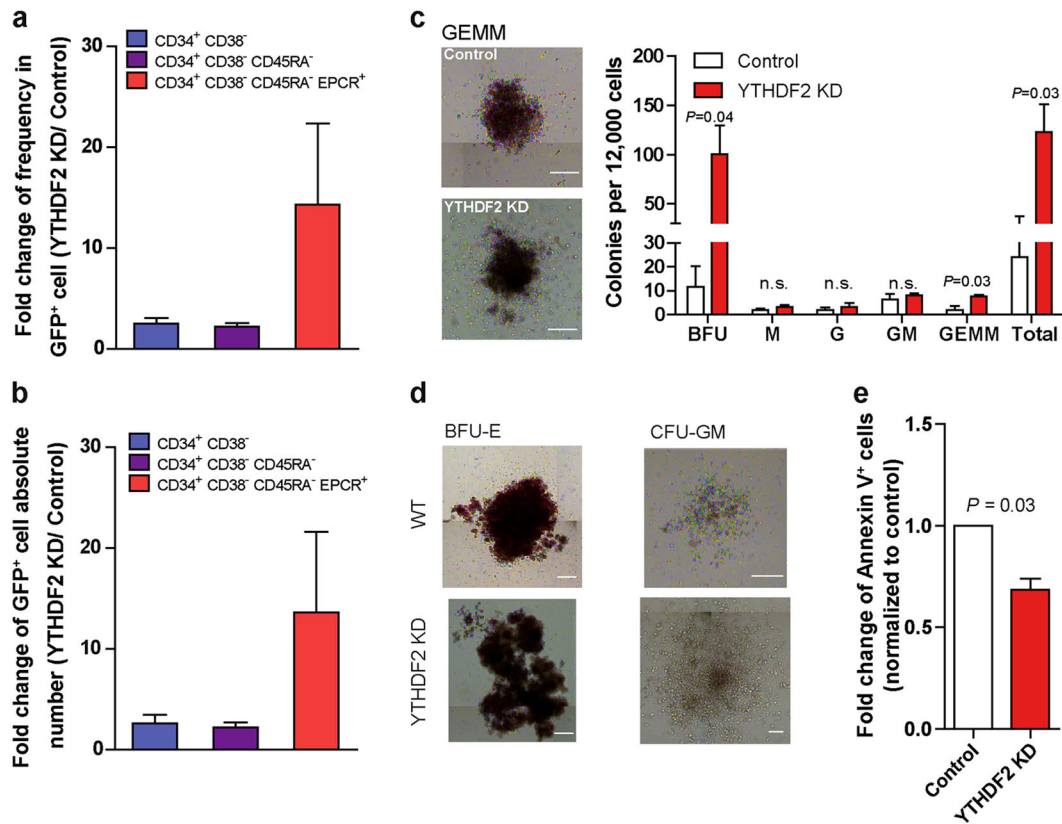 a
Fold change of frequency in
GFP⁺ cell (YTHDF2 KD/ Control)
30
20
10
0
CD34⁺ CD38⁻
CD34⁺ CD38⁻ CD45RA⁻
CD34⁺ CD38⁻ CD45RA⁻ EPCR⁺
b
Fold change of GFP⁺ cell absolute
number (YTHDF2 KD/ Control)
30
20
10
0
CD34⁺ CD38⁻
CD34⁺ CD38⁻ CD45RA⁻
CD34⁺ CD38⁻ CD45RA⁻ EPCR⁺
c
GEMM
Control
YTHDF2 KD
Colonies per 12,000 cells
200
150
100
50
30
20
10
0
Control
YTHDF2 KD
P=0.04
n.s.
n.s.
n.s.
P=0.03
P=0.03
BFU
M
G
GM
GEMM
Total
d
BFU-E
CFU-GM
WT
YTHDF2 KD
e
Fold change of Annexin V⁺ cells
(normalized to control)
1.5
1.0
0.5
0.0
P = 0.03
Control
YTHDF2 KD